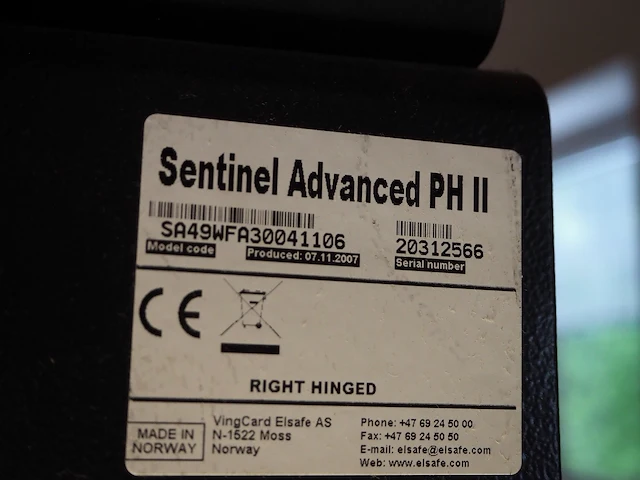 Sentinel Advanced PH II
SA49WFA30041106
20312566
Model code
Produced: 07.11.2007
Serial number
CE
RIGHT HINGED
MADE IN
NORWAY
VingCard Elsafe AS
N-1522 Moss
Norway
Phone: +47 69 24 50 00
Fax: +47 69 24 50 50
E-mail: elsafe@elsafe.com
Web: www.elsafe.com